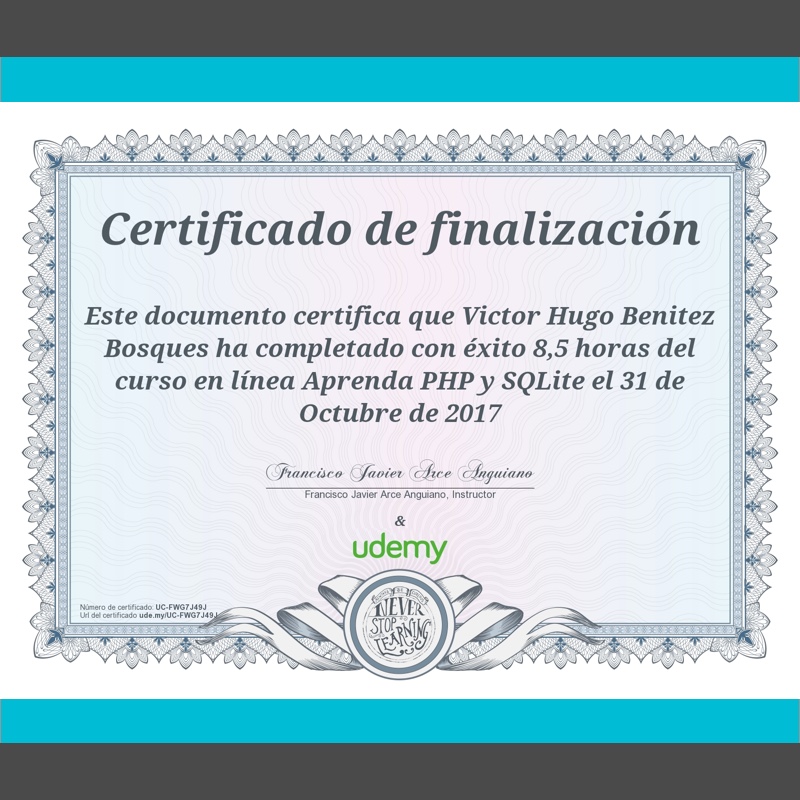 Certificado de finalización
Este documento certifica que Victor Hugo Benitez
Bosques ha completado con éxito 8,5 horas del
curso en línea Aprenda PHP y SQLite el 31 de
Octubre de 2017
Francisco Javier Arce Anguiano
Francisco Javier Arce Anguiano, Instructor
&
udemy
Número de certificado: UC-FWG7J49J
Url del certificado ude.my/UC-FWG7J49J
NEVER
STOP
LEARNING